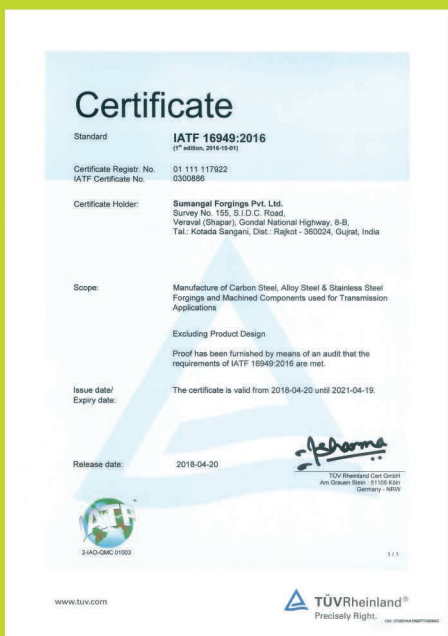 Certificate
Standard IATF 16949:2016
(1st edition, 2016-10-01)
Certificate Registr. No. 01 111 117922
IATF Certificate No. 0300886
Certificate Holder: Sumangal Forgings Pvt. Ltd.
Survey No. 155, S.I.D.C. Road,
Veraval (Shapar), Gondal National Highway, 8-B,
Tal.: Kotada Sangani, Dist.: Rajkot - 360024, Gujrat, India
Scope: Manufacture of Carbon Steel, Alloy Steel & Stainless Steel
Forgings and Machined Components used for Transmission
Applications
Excluding Product Design
Proof has been furnished by means of an audit that the
requirements of IATF 16949:2016 are met.
Issue date/ The certificate is valid from 2018-04-20 until 2021-04-19.
Expiry date:
Release date: 2018-04-20
TÜV Rheinland Cert GmbH
Am Grauen Stein · 51105 Köln
Germany - NRW
IATF
2-IAO-QMC 01003
1 / 1
www.tuv.com
TÜVRheinland®
Precisely Right.